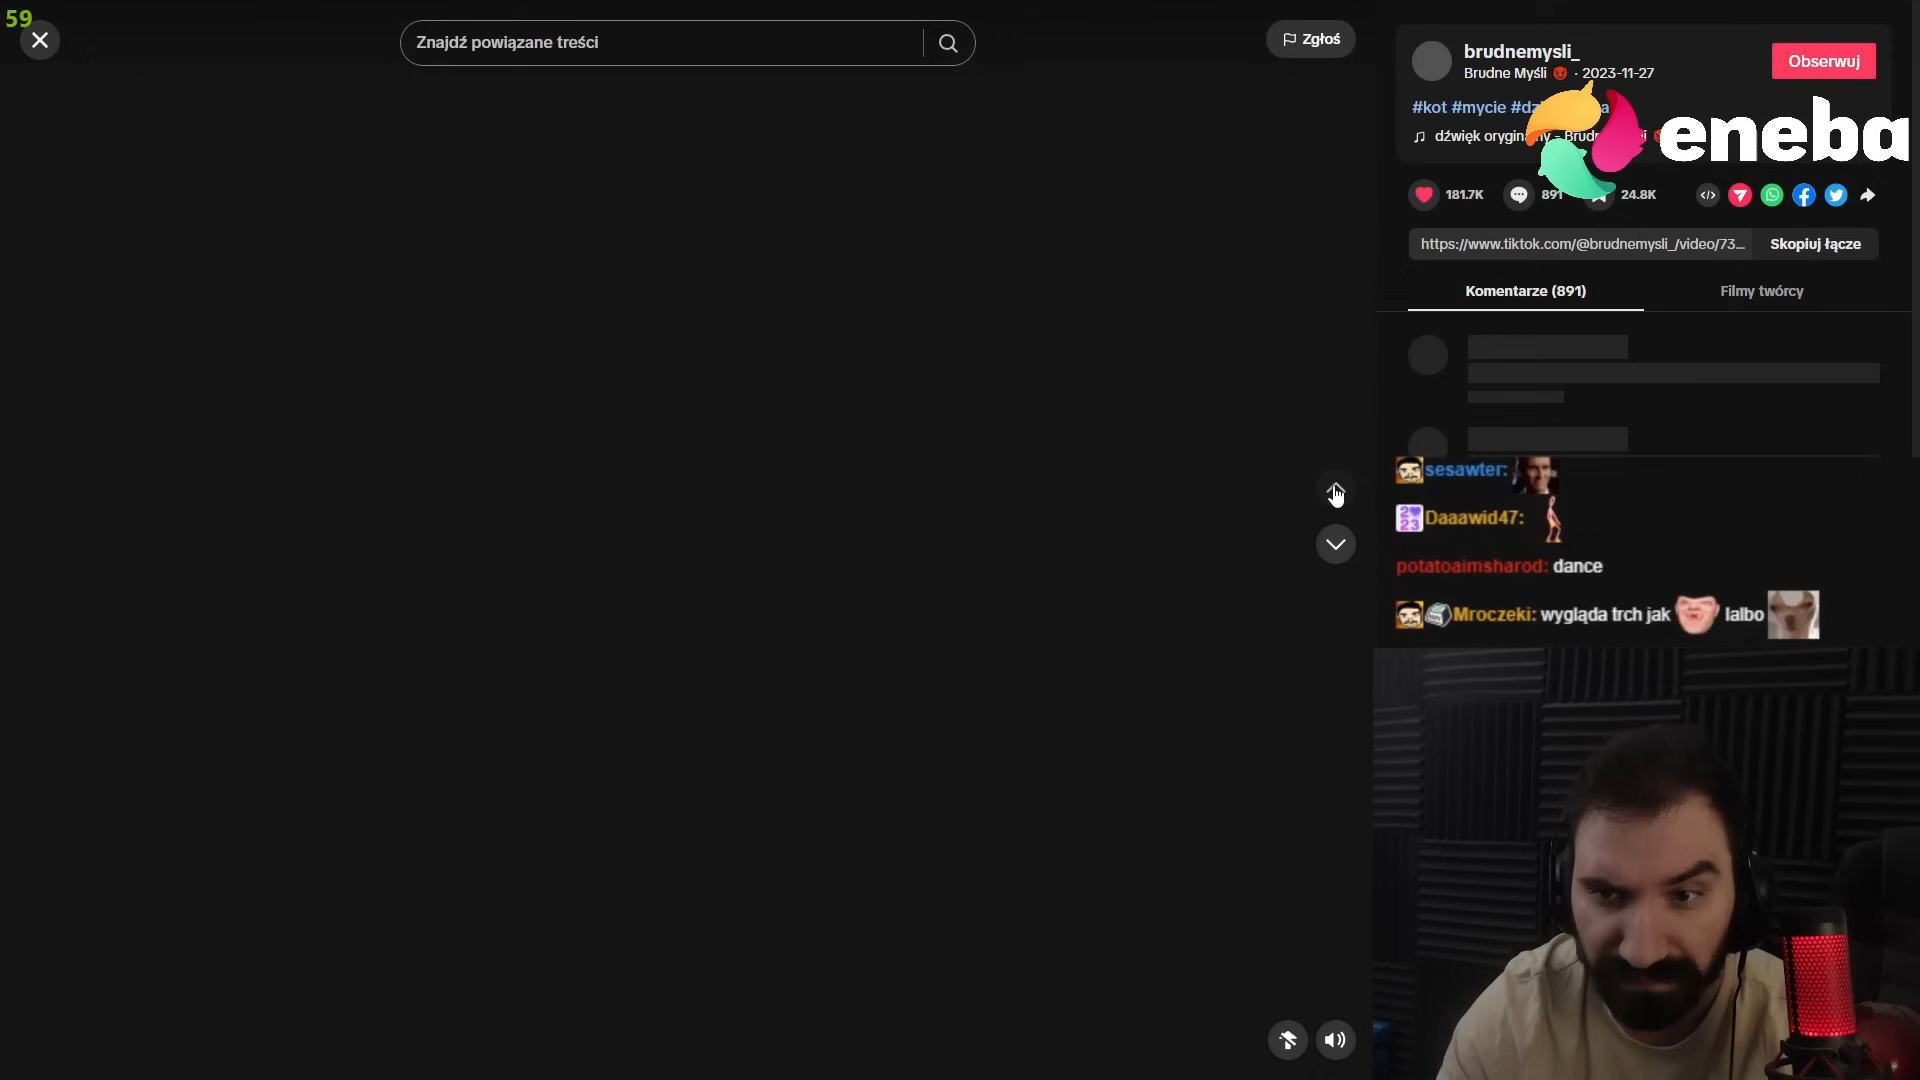 59
Znajdź powiązane treści
Zgłoś
brudnemysli_
Brudne Myśli · 2023-11-27
Obserwuj
#kot #mycie
eneba
dźwięk
181.7K
891
24.8K
https://www.tiktok.com/@brudnemysli_/video/73...
Skopiuj łącze
Komentarze (891)
Filmy twórcy
sesawter:
Daaawid47:
potatoaimsharod: dance
Mroczeki: wygląda trch jak lalbo